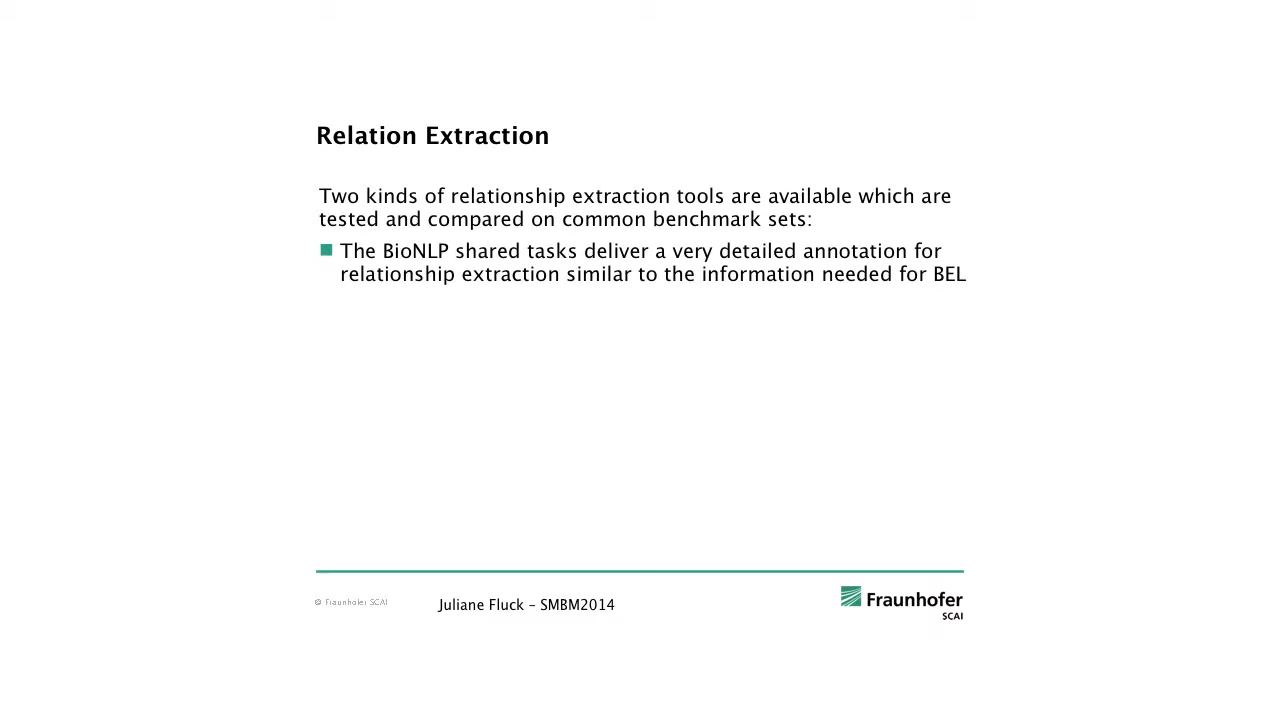 Relation Extraction
Two kinds of relationship extraction tools are available which are
tested and compared on common benchmark sets:
The BioNLP shared tasks deliver a very detailed annotation for
relationship extraction similar to the information needed for BEL
© Fraunhofer SCAI
Juliane Fluck – SMBM2014
Fraunhofer
SCAI